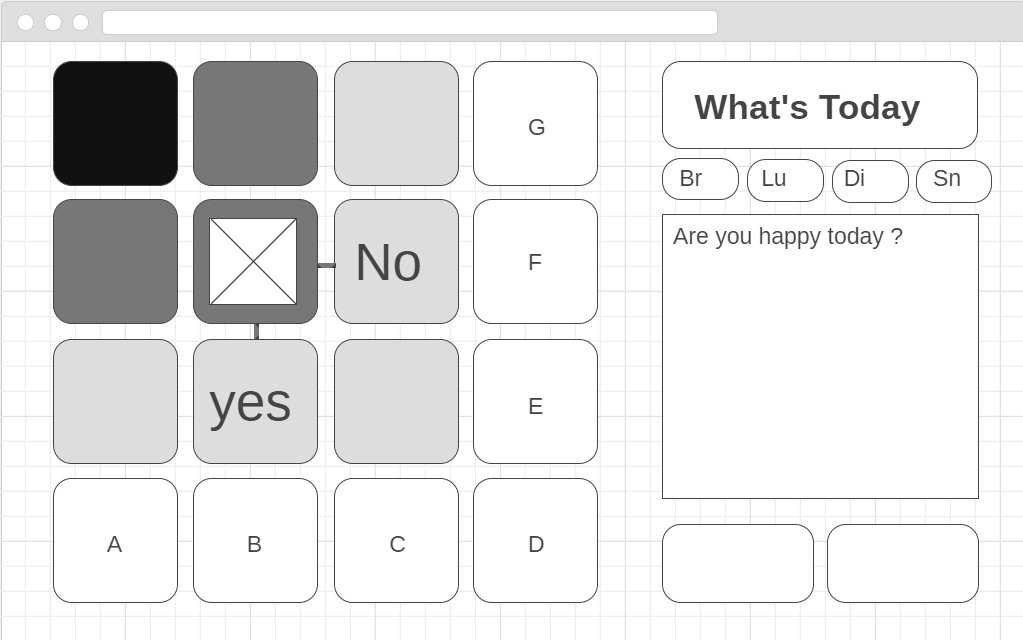 G
No
F
yes
E
A
B
C
D
What's Today
Br
Lu
Di
Sn
Are you happy today ?